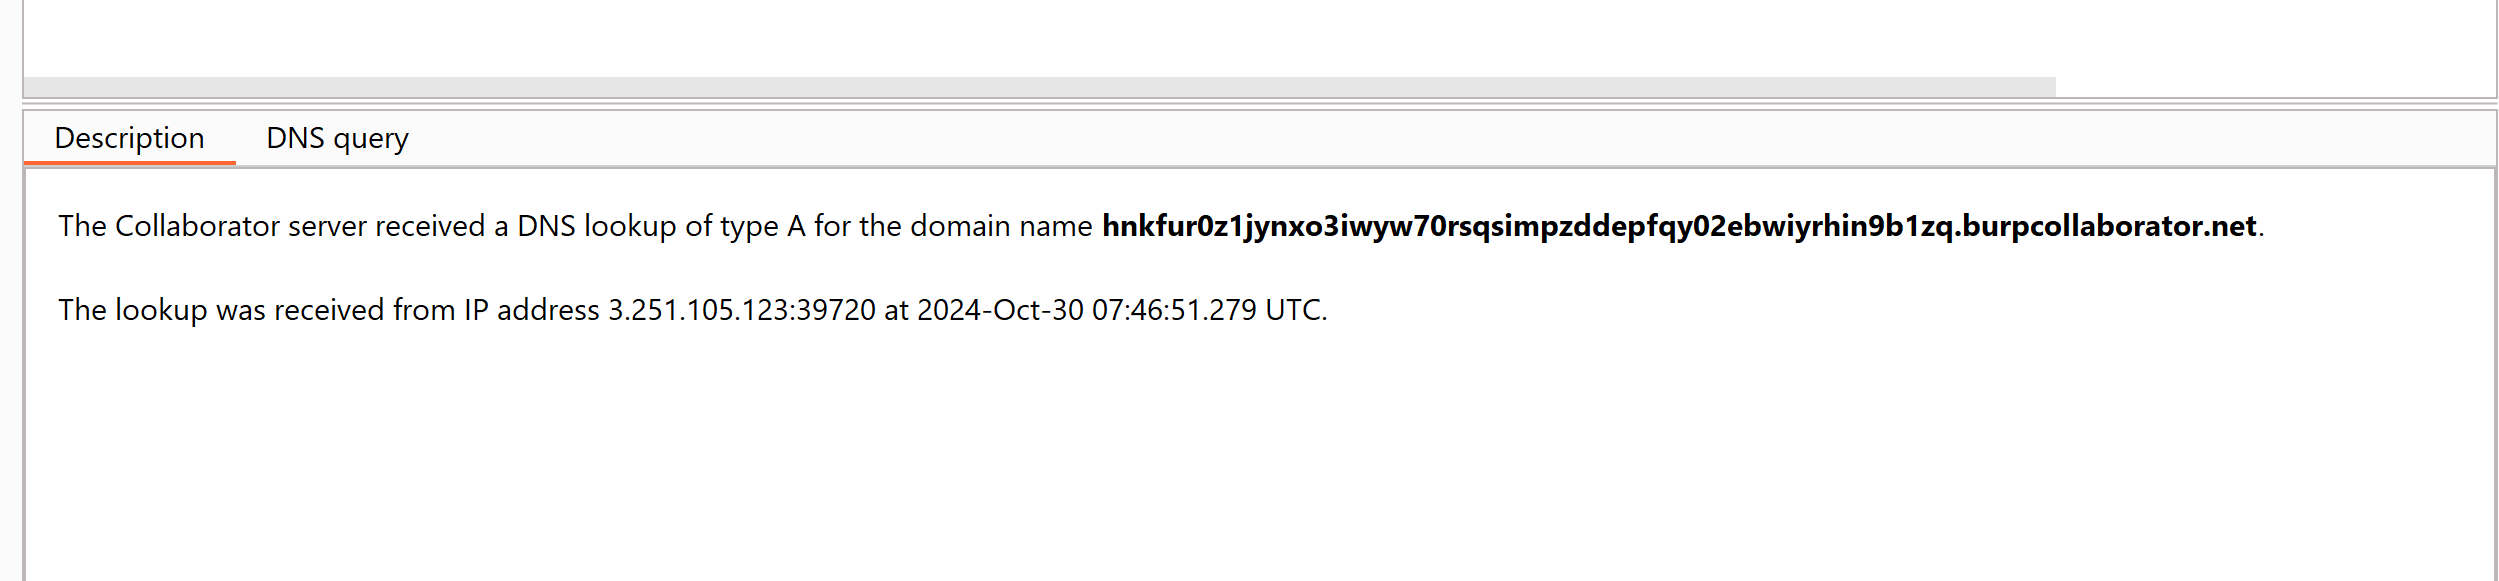 Description DNS query
The Collaborator server received a DNS lookup of type A for the domain name hnkfur0z1jynxo3iwyw70rsqsimpzddepfqy02ebwiyrhin9b1zq.burpcollaborator.net.
The lookup was received from IP address 3.251.105.123:39720 at 2024-Oct-30 07:46:51.279 UTC.